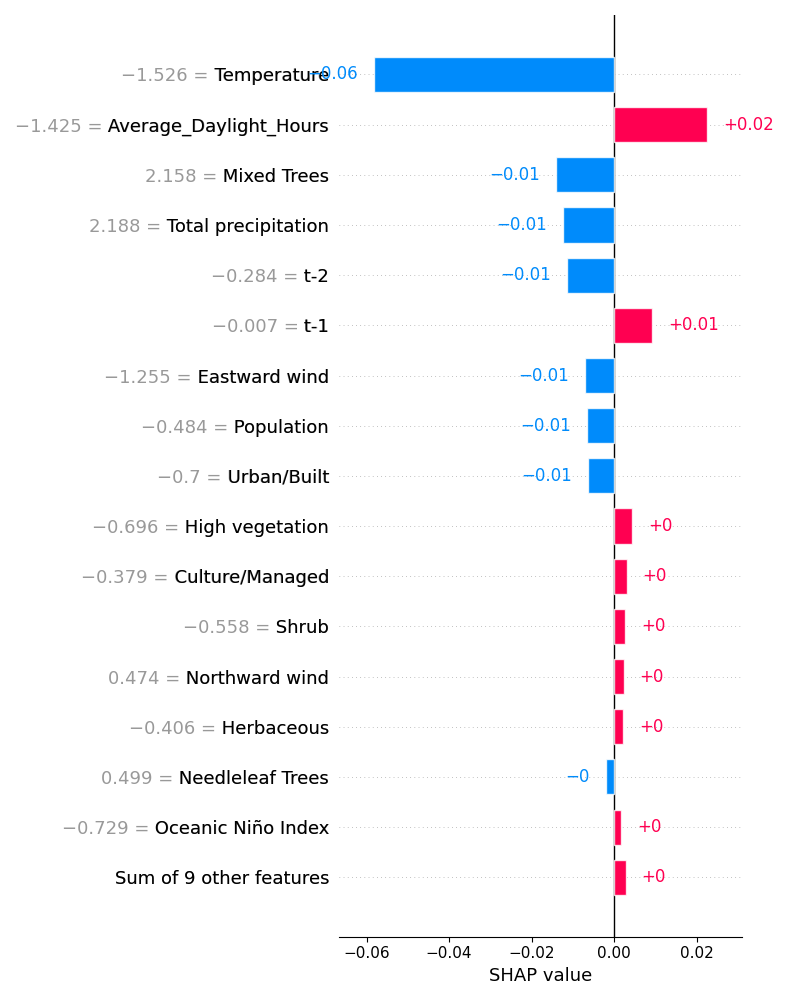 −1.526 = Temperature −0.06
−1.425 = Average_Daylight_Hours +0.02
2.158 = Mixed Trees −0.01
2.188 = Total precipitation −0.01
−0.284 = t-2 −0.01
−0.007 = t-1 +0.01
−1.255 = Eastward wind −0.01
−0.484 = Population −0.01
−0.7 = Urban/Built −0.01
−0.696 = High vegetation +0
−0.379 = Culture/Managed +0
−0.558 = Shrub +0
0.474 = Northward wind +0
−0.406 = Herbaceous +0
0.499 = Needleleaf Trees −0
−0.729 = Oceanic Niño Index +0
Sum of 9 other features +0
−0.06 −0.04 −0.02 0.00 0.02
SHAP value